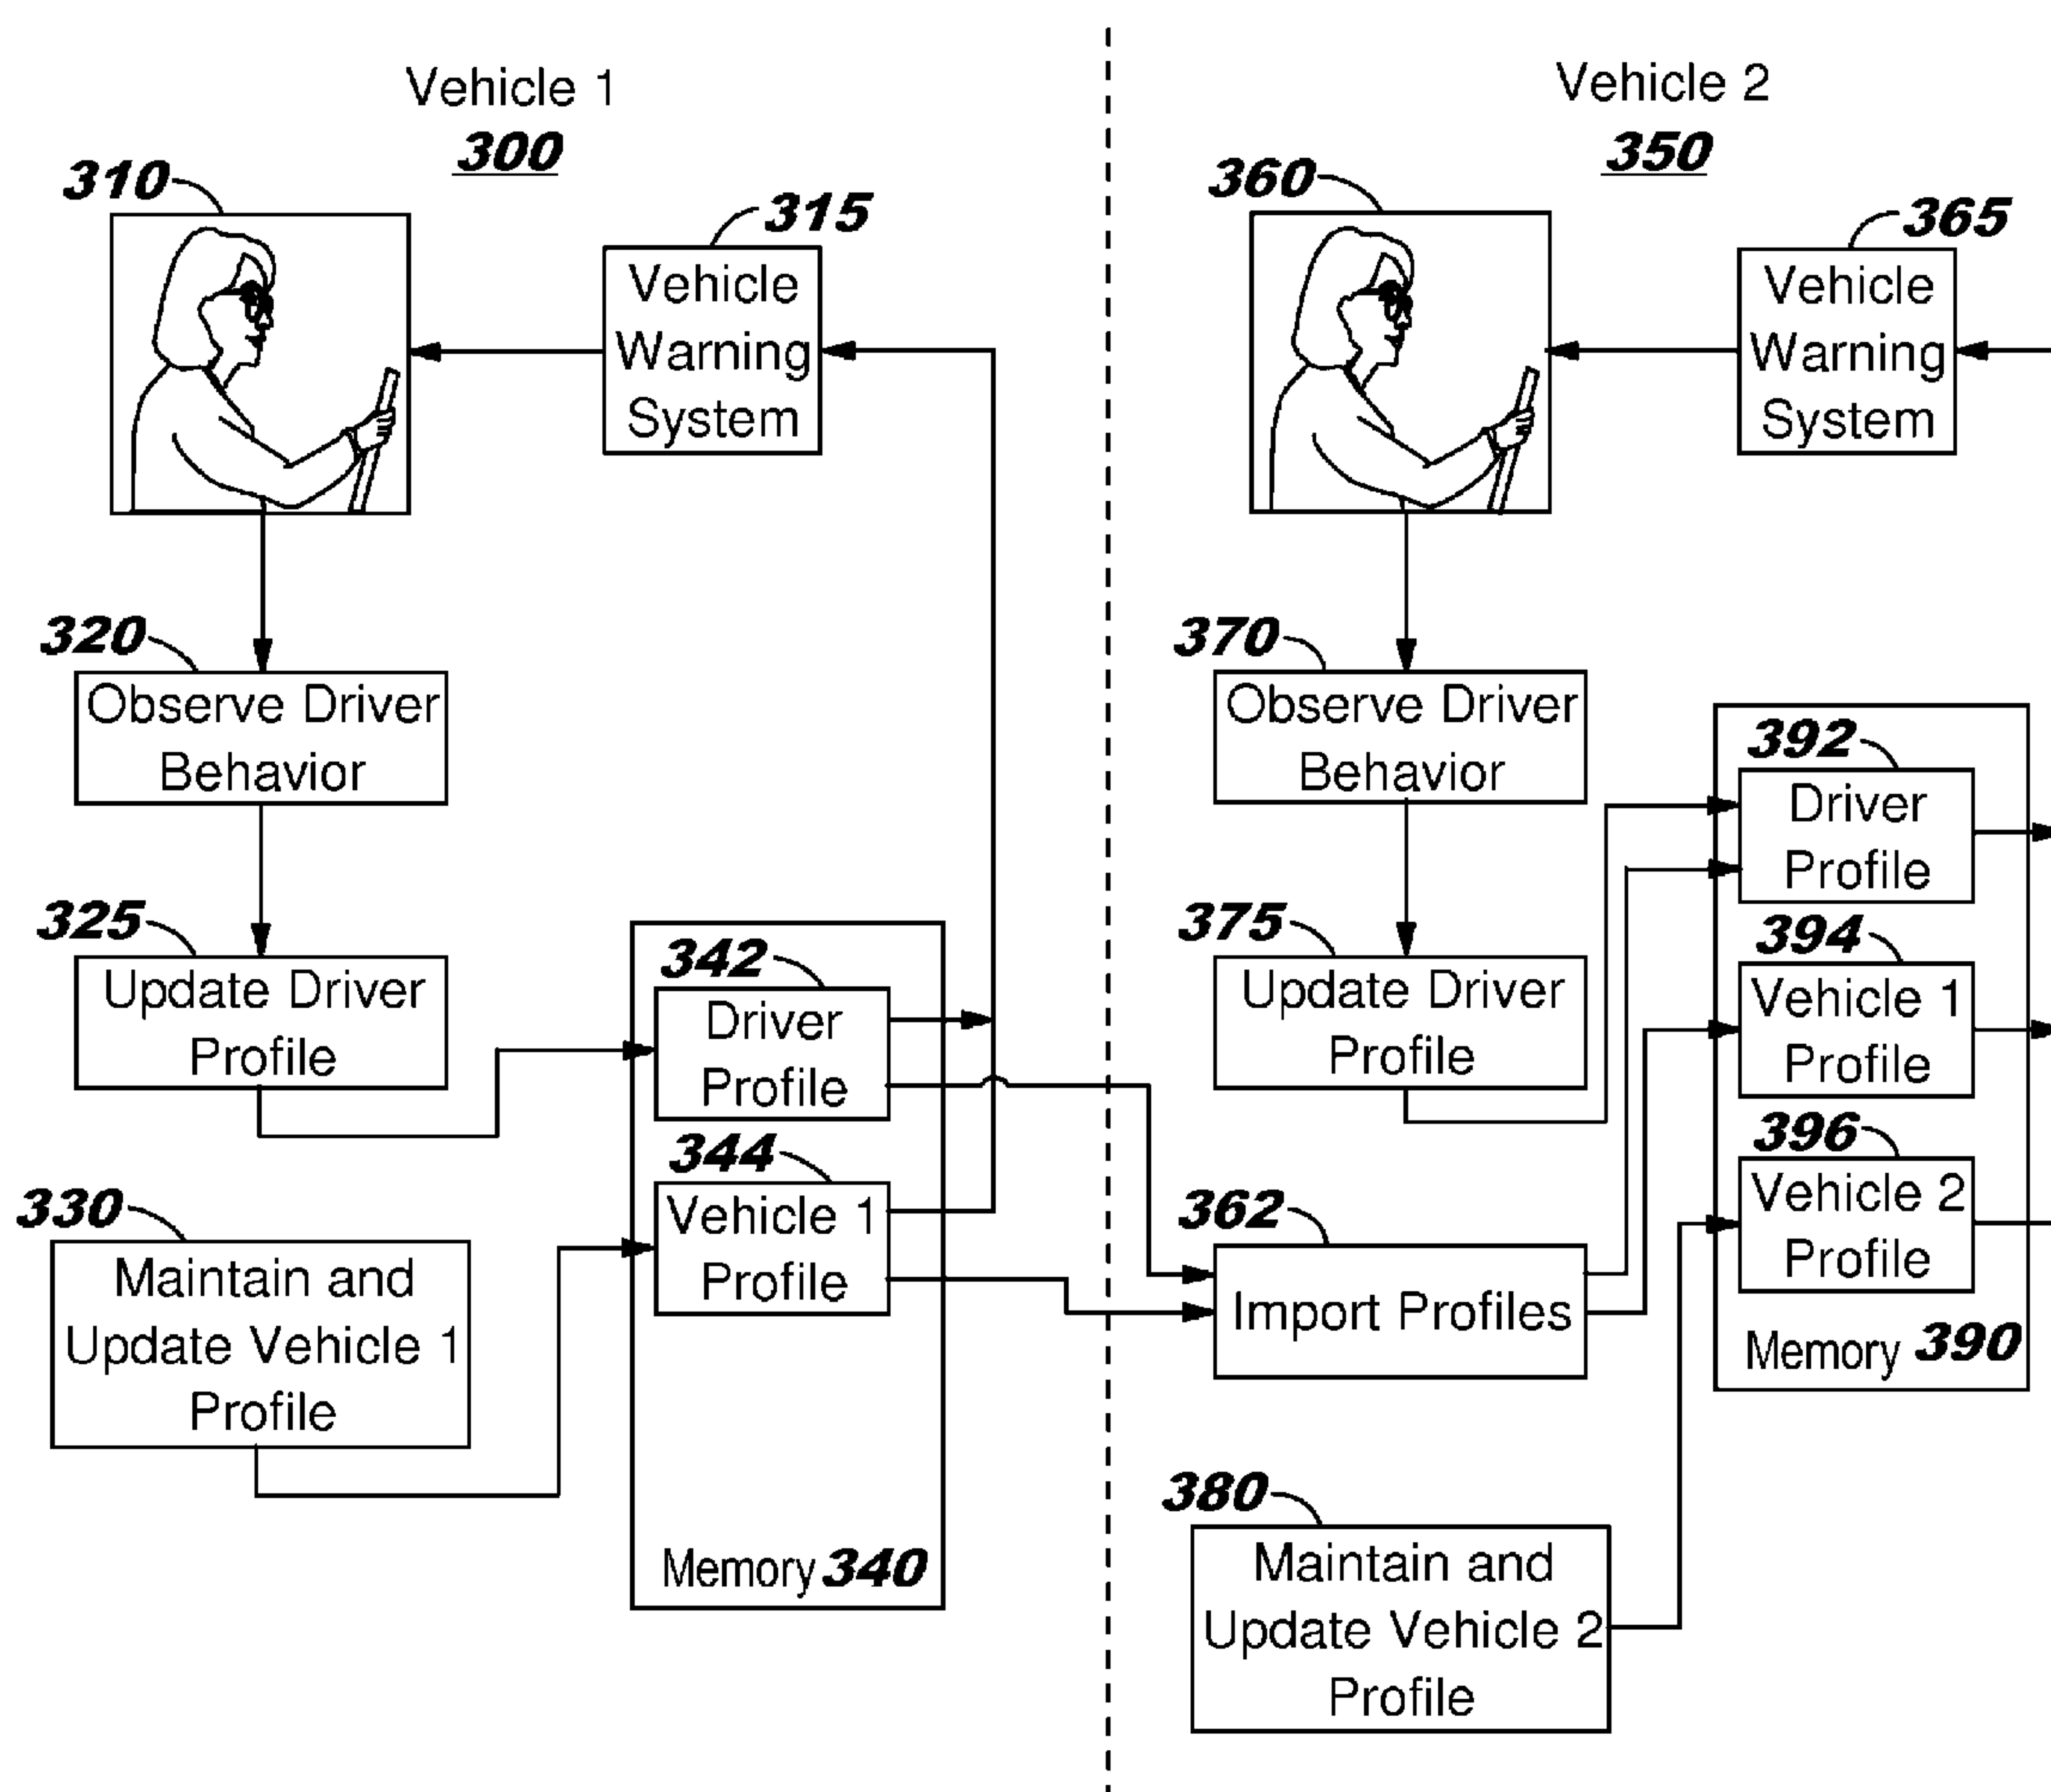 Vehicle 1
300
310
315
Vehicle
Warning
System
320
Observe Driver
Behavior
325
Update Driver
Profile
330
Maintain and
Update Vehicle 1
Profile
342
Driver
Profile
344
Vehicle 1
Profile
Memory 340
Vehicle 2
350
360
365
Vehicle
Warning
System
370
Observe Driver
Behavior
375
Update Driver
Profile
362
Import Profiles
380
Maintain and
Update Vehicle 2
Profile
392
Driver
Profile
394
Vehicle 1
Profile
396
Vehicle 2
Profile
Memory 390